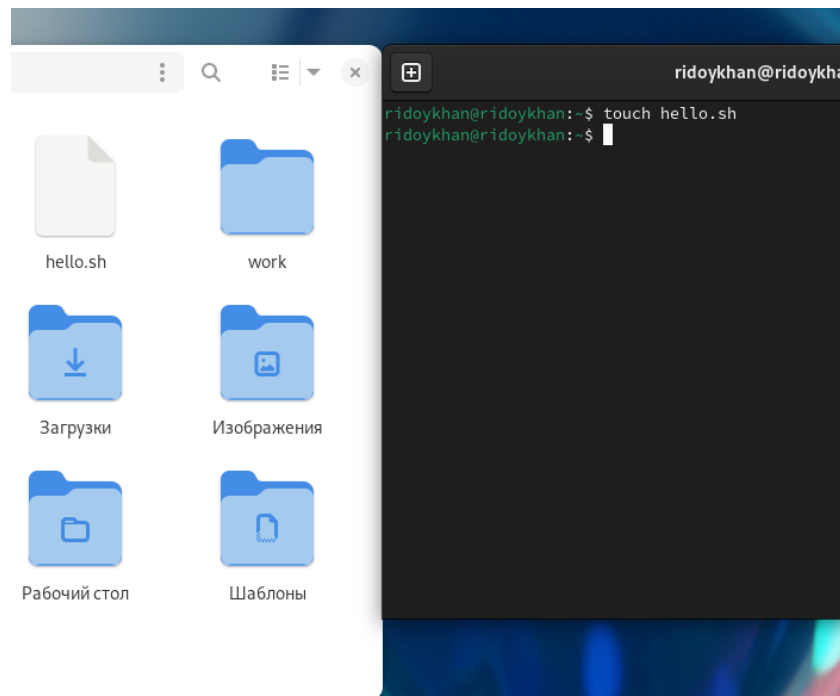 hello.sh
work
Загрузки
Изображения
Рабочий стол
Шаблоны
ridoykhan@ridoykha
ridoykhan@ridoykhan:~$ touch hello.sh
ridoykhan@ridoykhan:~$